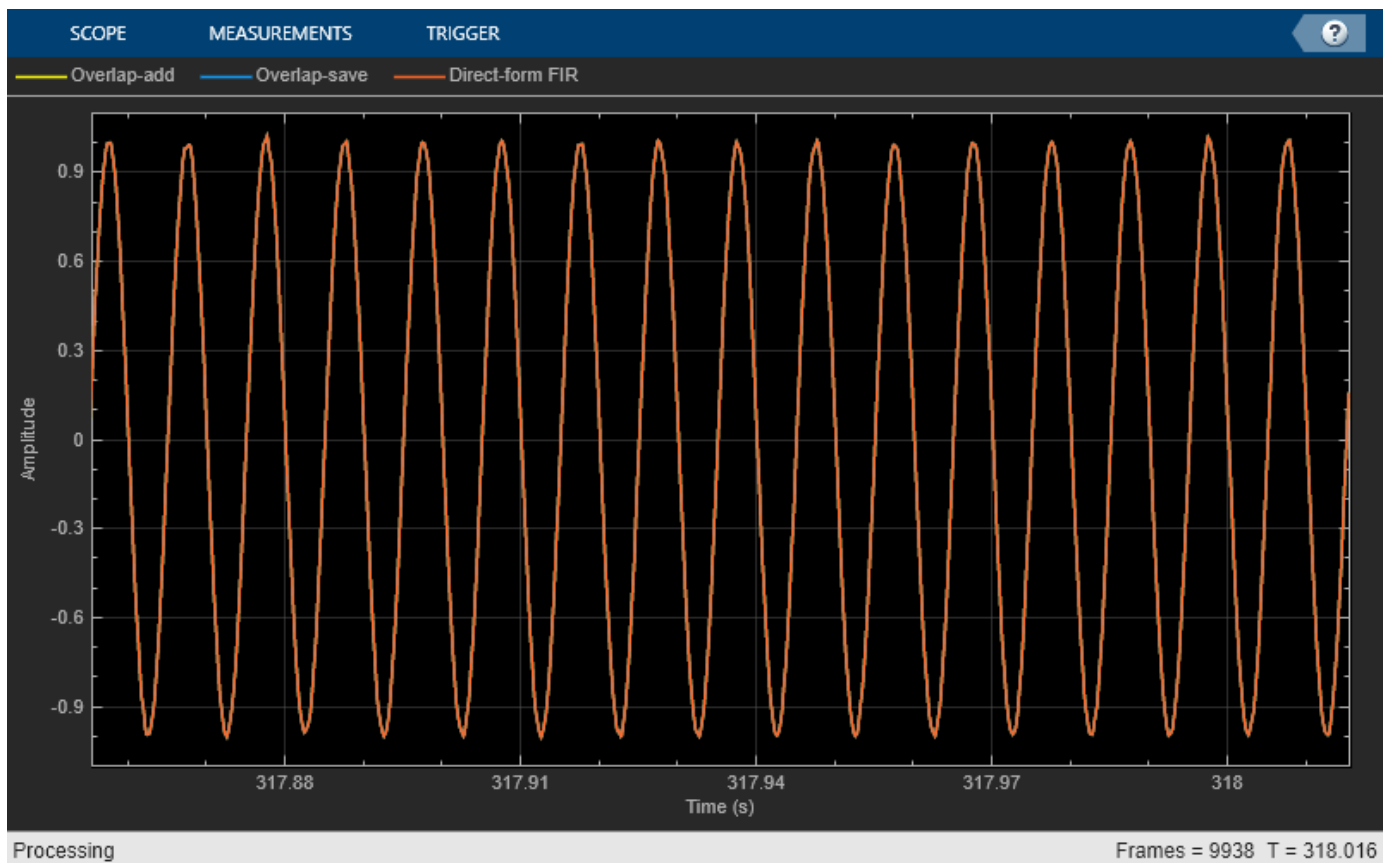 SCOPE MEASUREMENTS TRIGGER ?
Overlap-add Overlap-save Direct-form FIR
0.9
0.6
0.3
0
-0.3
-0.6
-0.9
Amplitude
317.88 317.91 317.94 317.97 318
Time (s)
Processing Frames = 9938 T = 318.016